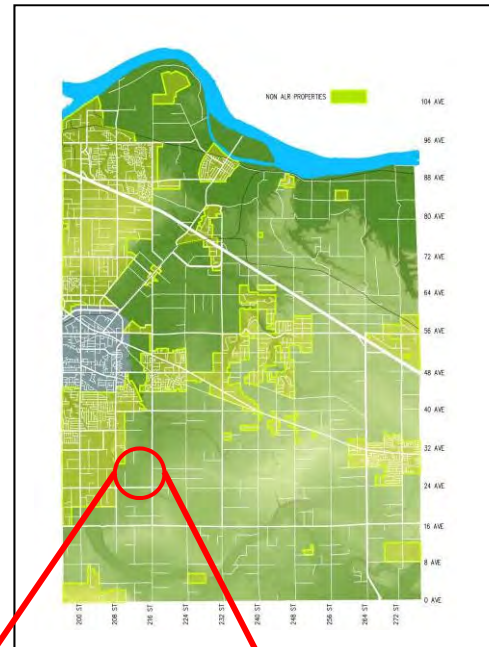 NON ALR PROPERTIES
104 AVE
96 AVE
88 AVE
80 AVE
72 AVE
64 AVE
56 AVE
48 AVE
40 AVE
32 AVE
24 AVE
16 AVE
8 AVE
0 AVE
200 ST
208 ST
216 ST
224 ST
232 ST
240 ST
248 ST
256 ST
264 ST
272 ST